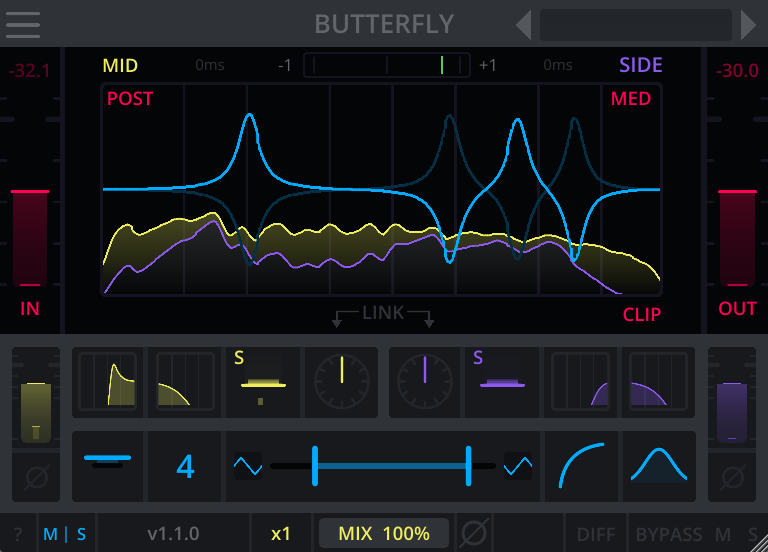 BUTTERFLY
-32.1 MID 0ms -1 +1 0ms SIDE -30.0
POST MED
IN LINK CLIP OUT
S S
4
? M | S v1.1.0 x1 MIX 100% DIFF BYPASS M S